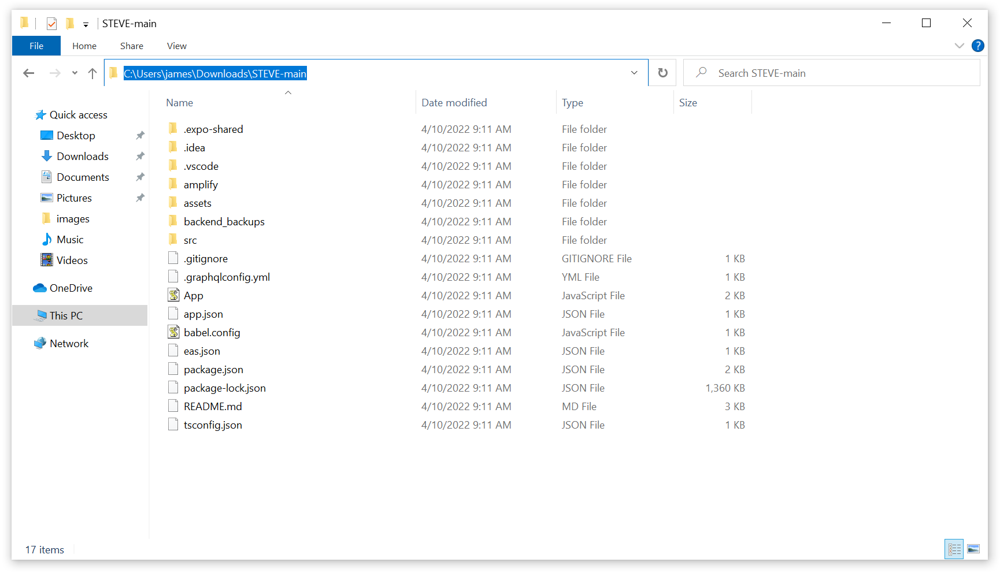 STEVE-main
File Home Share View
?
C:\Users\james\Downloads\STEVE-main Search STEVE-main
Name Date modified Type Size
Quick access
Desktop
Downloads
Documents
Pictures
images
Music
Videos
OneDrive
This PC
Network
.expo-shared 4/10/2022 9:11 AM File folder
.idea 4/10/2022 9:11 AM File folder
.vscode 4/10/2022 9:11 AM File folder
amplify 4/10/2022 9:11 AM File folder
assets 4/10/2022 9:11 AM File folder
backend_backups 4/10/2022 9:11 AM File folder
src 4/10/2022 9:11 AM File folder
.gitignore 4/10/2022 9:11 AM GITIGNORE File 1 KB
.graphqlconfig.yml 4/10/2022 9:11 AM YML File 1 KB
App 4/10/2022 9:11 AM JavaScript File 2 KB
app.json 4/10/2022 9:11 AM JSON File 1 KB
babel.config 4/10/2022 9:11 AM JavaScript File 1 KB
eas.json 4/10/2022 9:11 AM JSON File 1 KB
package.json 4/10/2022 9:11 AM JSON File 2 KB
package-lock.json 4/10/2022 9:11 AM JSON File 1,360 KB
README.md 4/10/2022 9:11 AM MD File 3 KB
tsconfig.json 4/10/2022 9:11 AM JSON File 1 KB
17 items